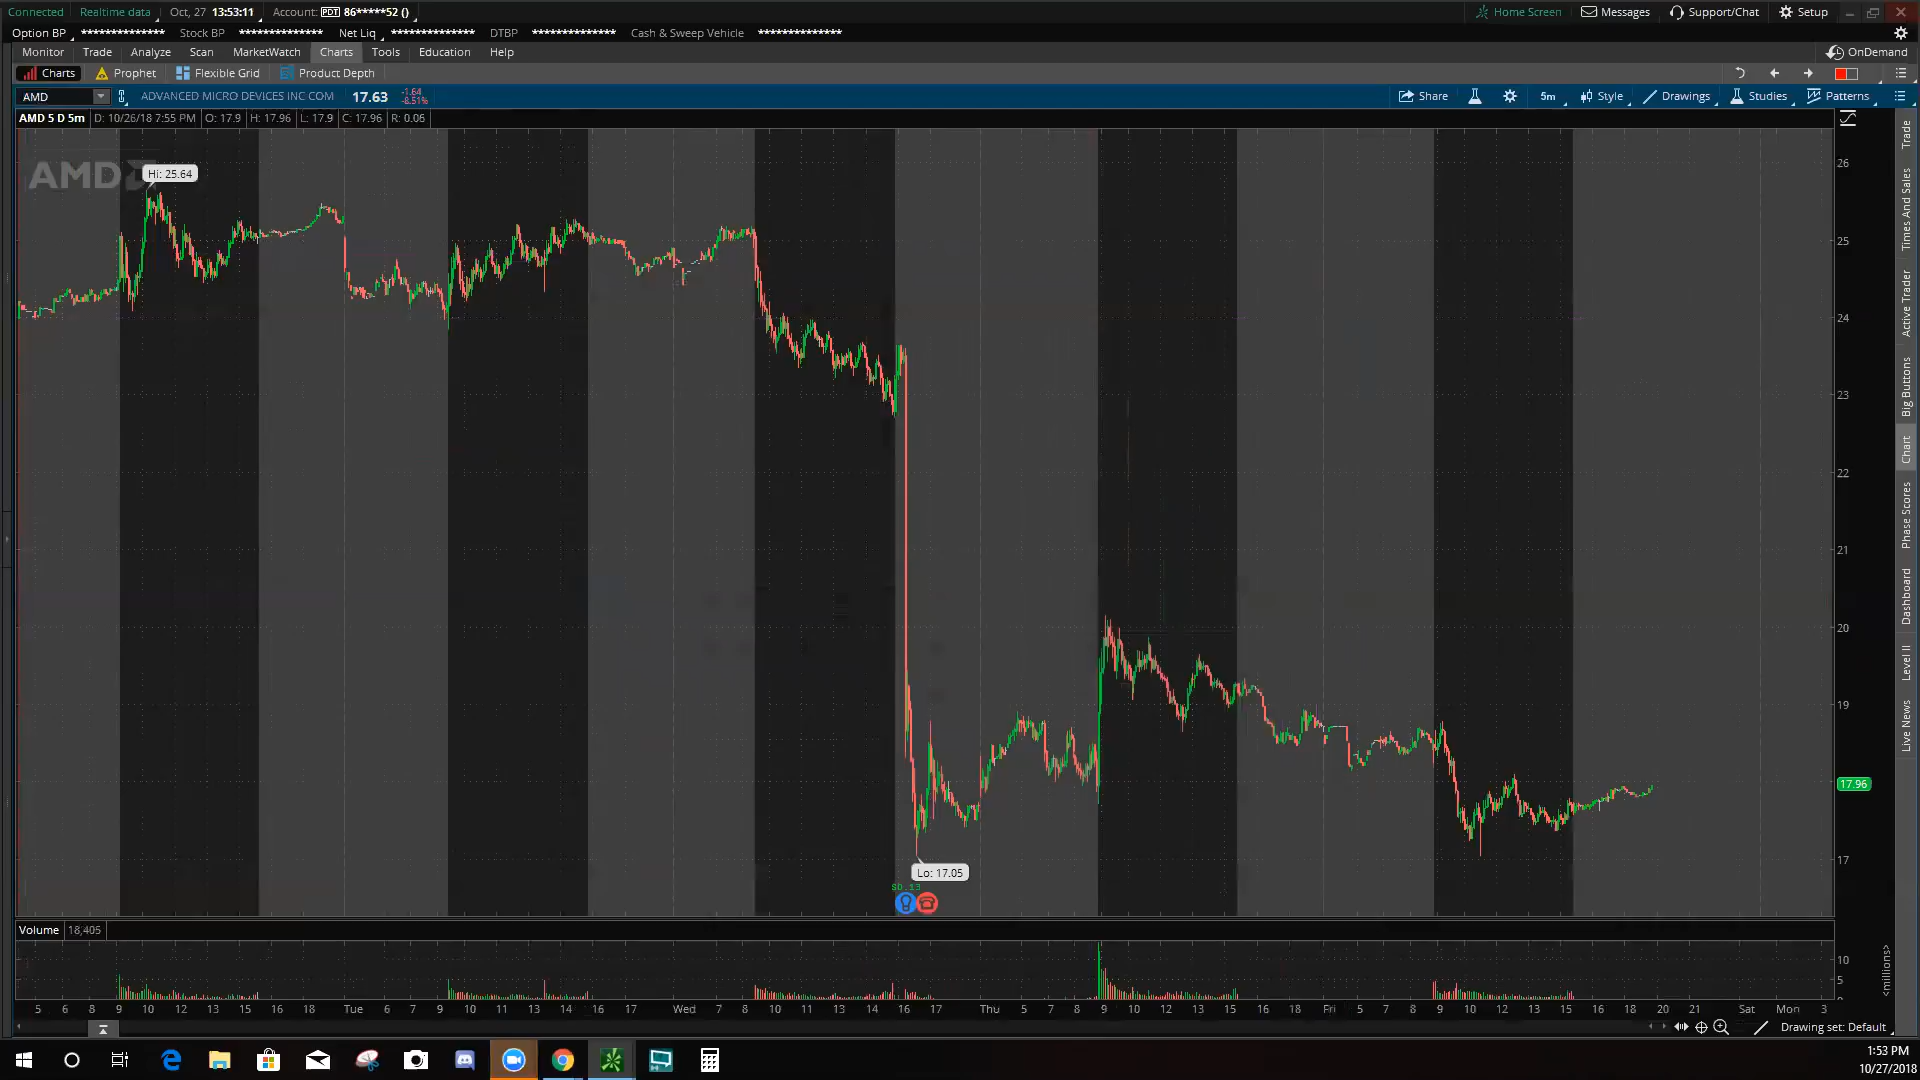 Connected Realtime data Oct, 27 13:53:11 Account: PDT 86*****52 () Home Screen Messages Support/Chat Setup
Option BP ************** Stock BP ************** Net Liq ************** DTBP ************** Cash & Sweep Vehicle **************
Monitor Trade Analyze Scan MarketWatch Charts Tools Education Help OnDemand
Charts Prophet Flexible Grid Product Depth
AMD ADVANCED MICRO DEVICES INC COM 17.63 -1.64 -8.51% Share 5m Style Drawings Studies Patterns
AMD 5 D 5m D: 10/26/18 7:55 PM O: 17.9 H: 17.96 L: 17.9 C: 17.96 R: 0.06
AMD
Hi: 25.64
26
25
24
23
22
21
20
19
17.96
17
Lo: 17.05
$0.13
Trade
Times And Sales
Active Trader
Big Buttons
Chart
Phase Scores
Dashboard
Level II
Live News
Volume 18,405
10
5
<millions>
5 6 8 9 10 12 13 15 16 18 Tue 6 7 9 10 11 13 14 16 17 Wed 7 8 10 11 13 14 16 17 Thu 5 7 8 9 10 12 13 15 16 18 Fri 5 7 8 9 10 12 13 15 16 18 20 21 Sat Mon 3
Drawing set: Default
1:53 PM
10/27/2018